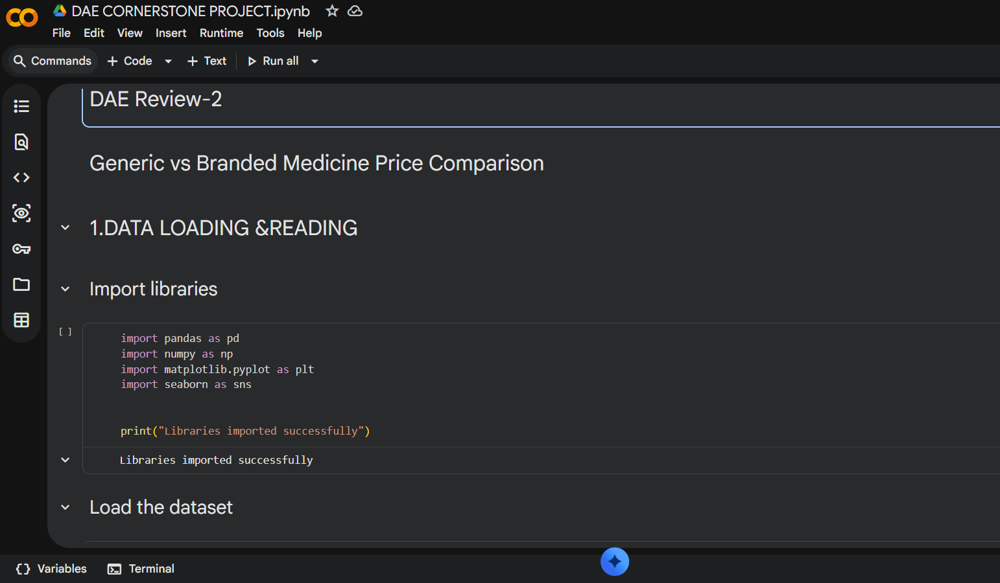 DAE CORNERSTONE PROJECT.ipynb
File Edit View Insert Runtime Tools Help
Commands + Code + Text Run all
DAE Review-2
Generic vs Branded Medicine Price Comparison
1.DATA LOADING &READING
Import libraries
[ ]
import pandas as pd
import numpy as np
import matplotlib.pyplot as plt
import seaborn as sns
print("Libraries imported successfully")
Libraries imported successfully
Load the dataset
{} Variables Terminal